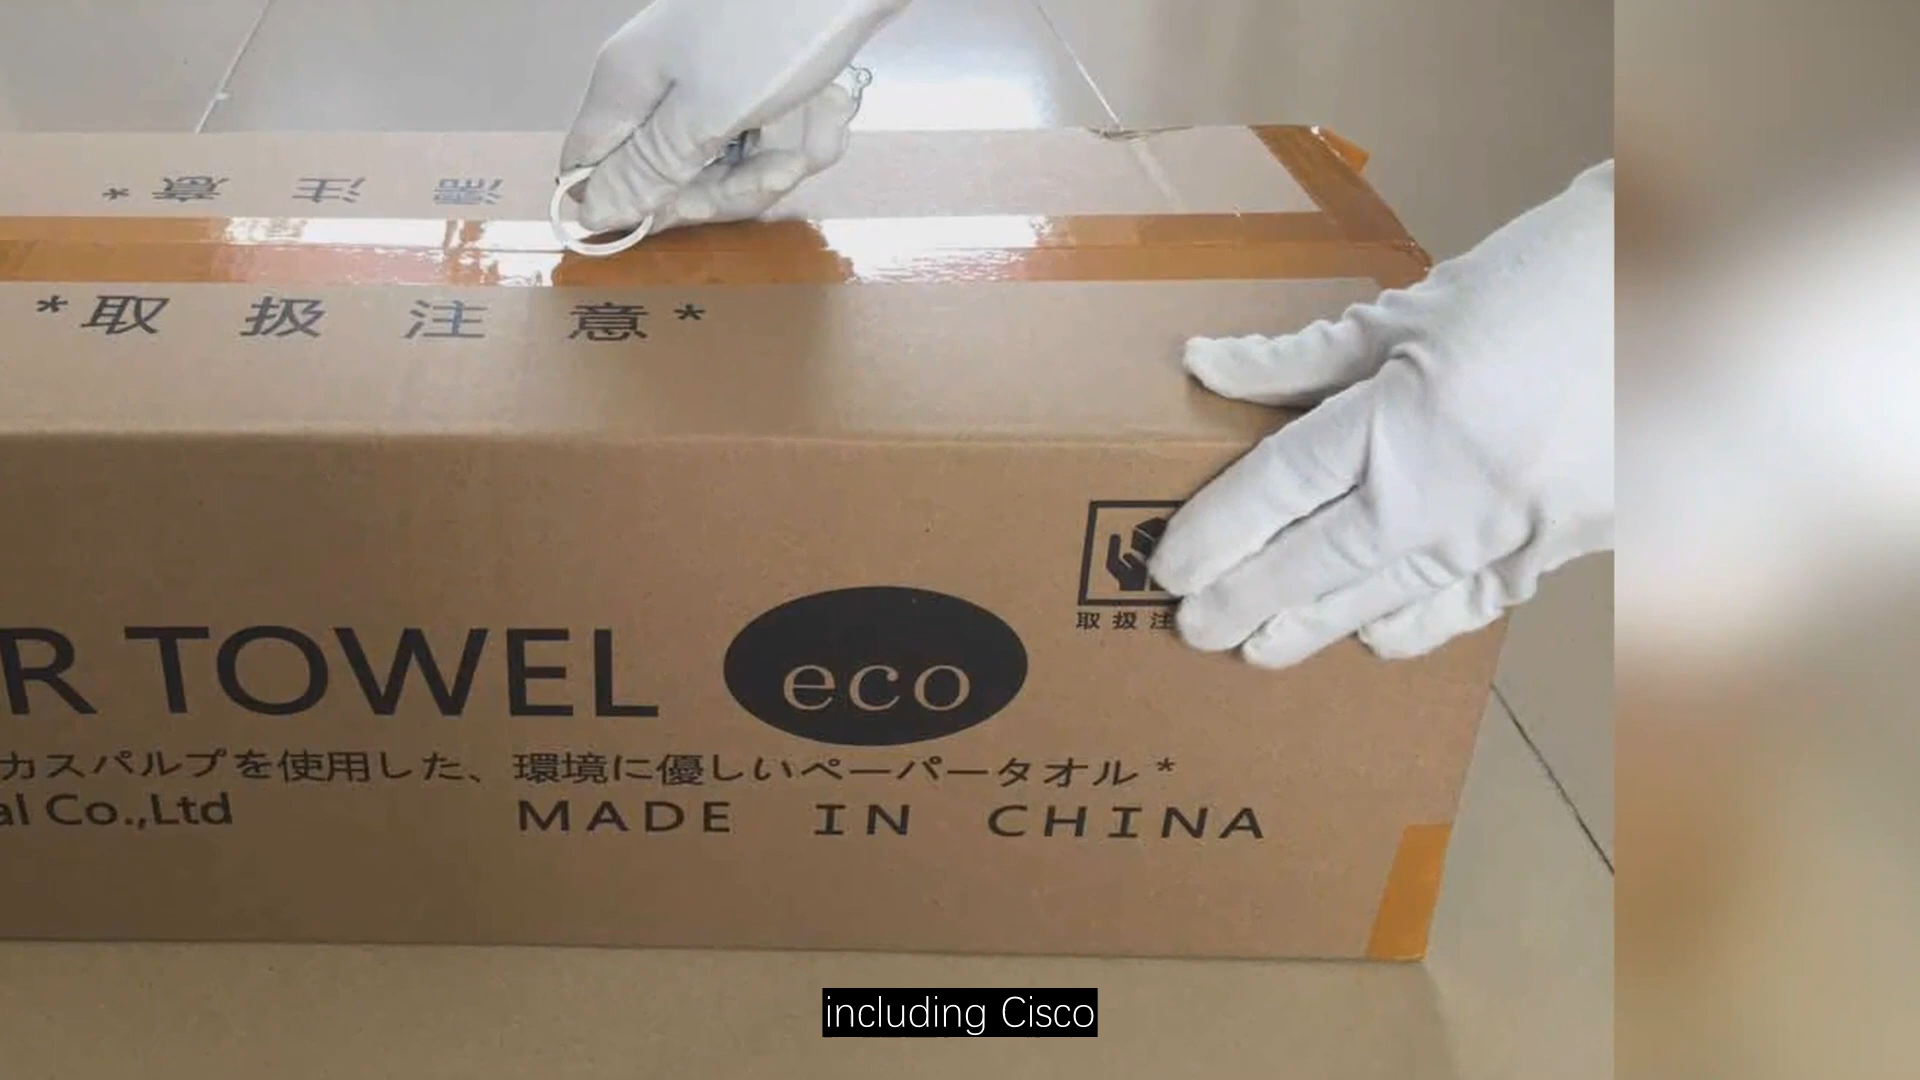 濡 注 意 *
*取 扱 注 意*
R TOWEL eco
取 扱 注
カスパルプを使用した、環境に優しいペーパータオル *
al Co.,Ltd MADE IN CHINA
including Cisco